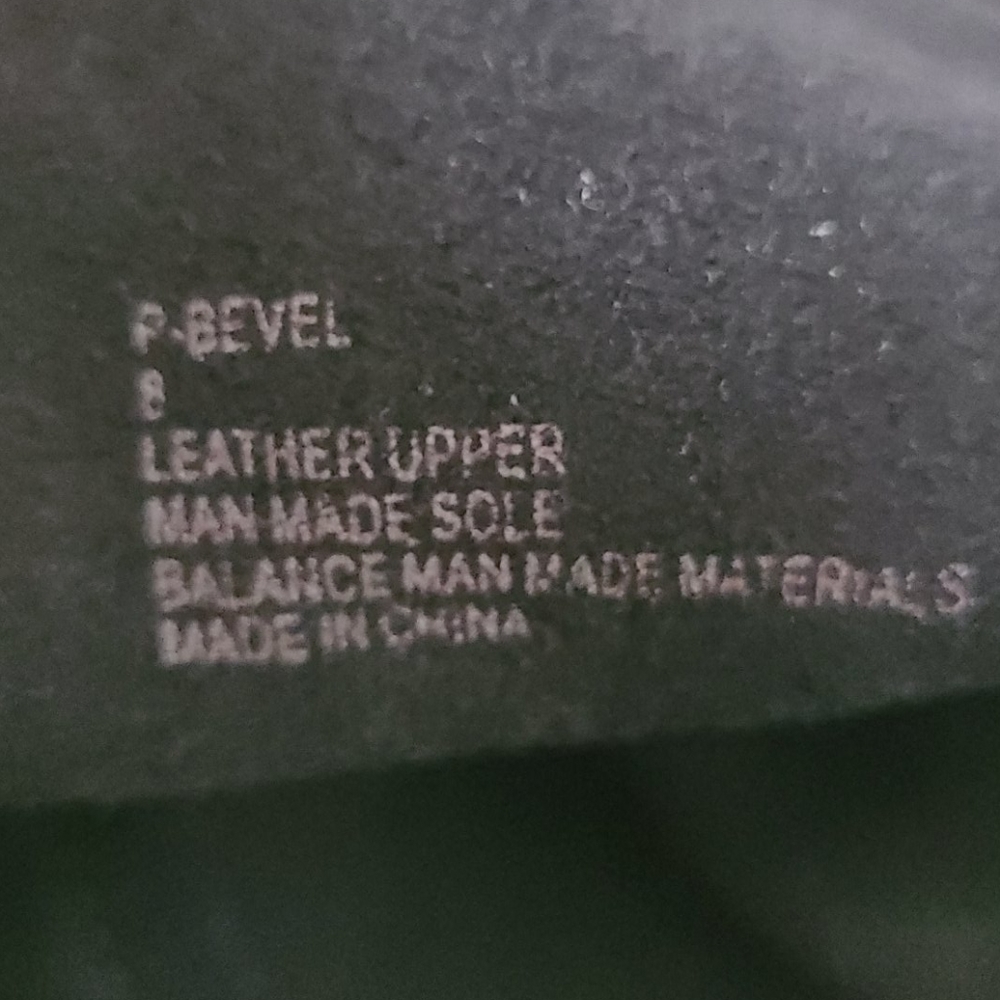 P-BEVEL
8
LEATHER UPPER
MAN MADE SOLE
BALANCE MAN MADE MATERIALS
MADE IN CHINA